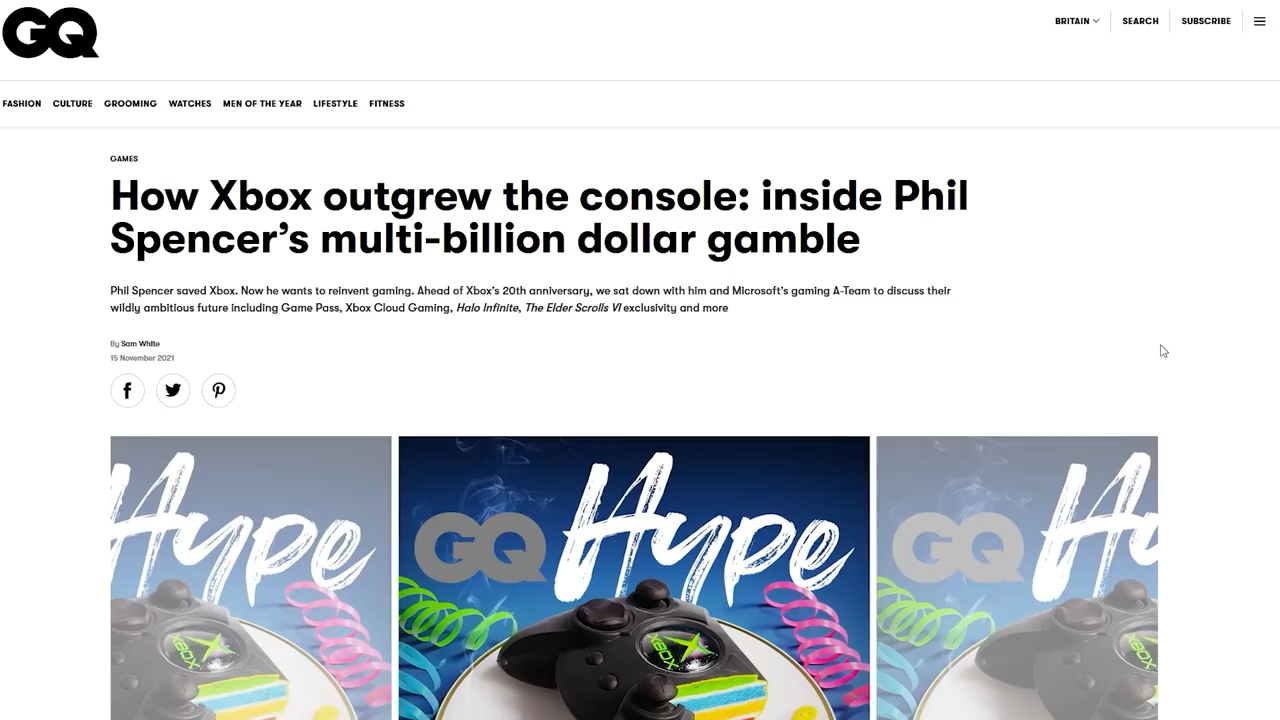 GQ
BRITAIN
SEARCH
SUBSCRIBE
FASHION CULTURE GROOMING WATCHES MEN OF THE YEAR LIFESTYLE FITNESS
GAMES
How Xbox outgrew the console: inside Phil
Spencer’s multi-billion dollar gamble
Phil Spencer saved Xbox. Now he wants to reinvent gaming. Ahead of Xbox’s 20th anniversary, we sat down with him and Microsoft’s gaming A-Team to discuss their
wildly ambitious future including Game Pass, Xbox Cloud Gaming, Halo Infinite, The Elder Scrolls VI exclusivity and more
By Sam White
15 November 2021
Hype
GQ Hype
GQ Hy
XBOX
XBOX
XBOX